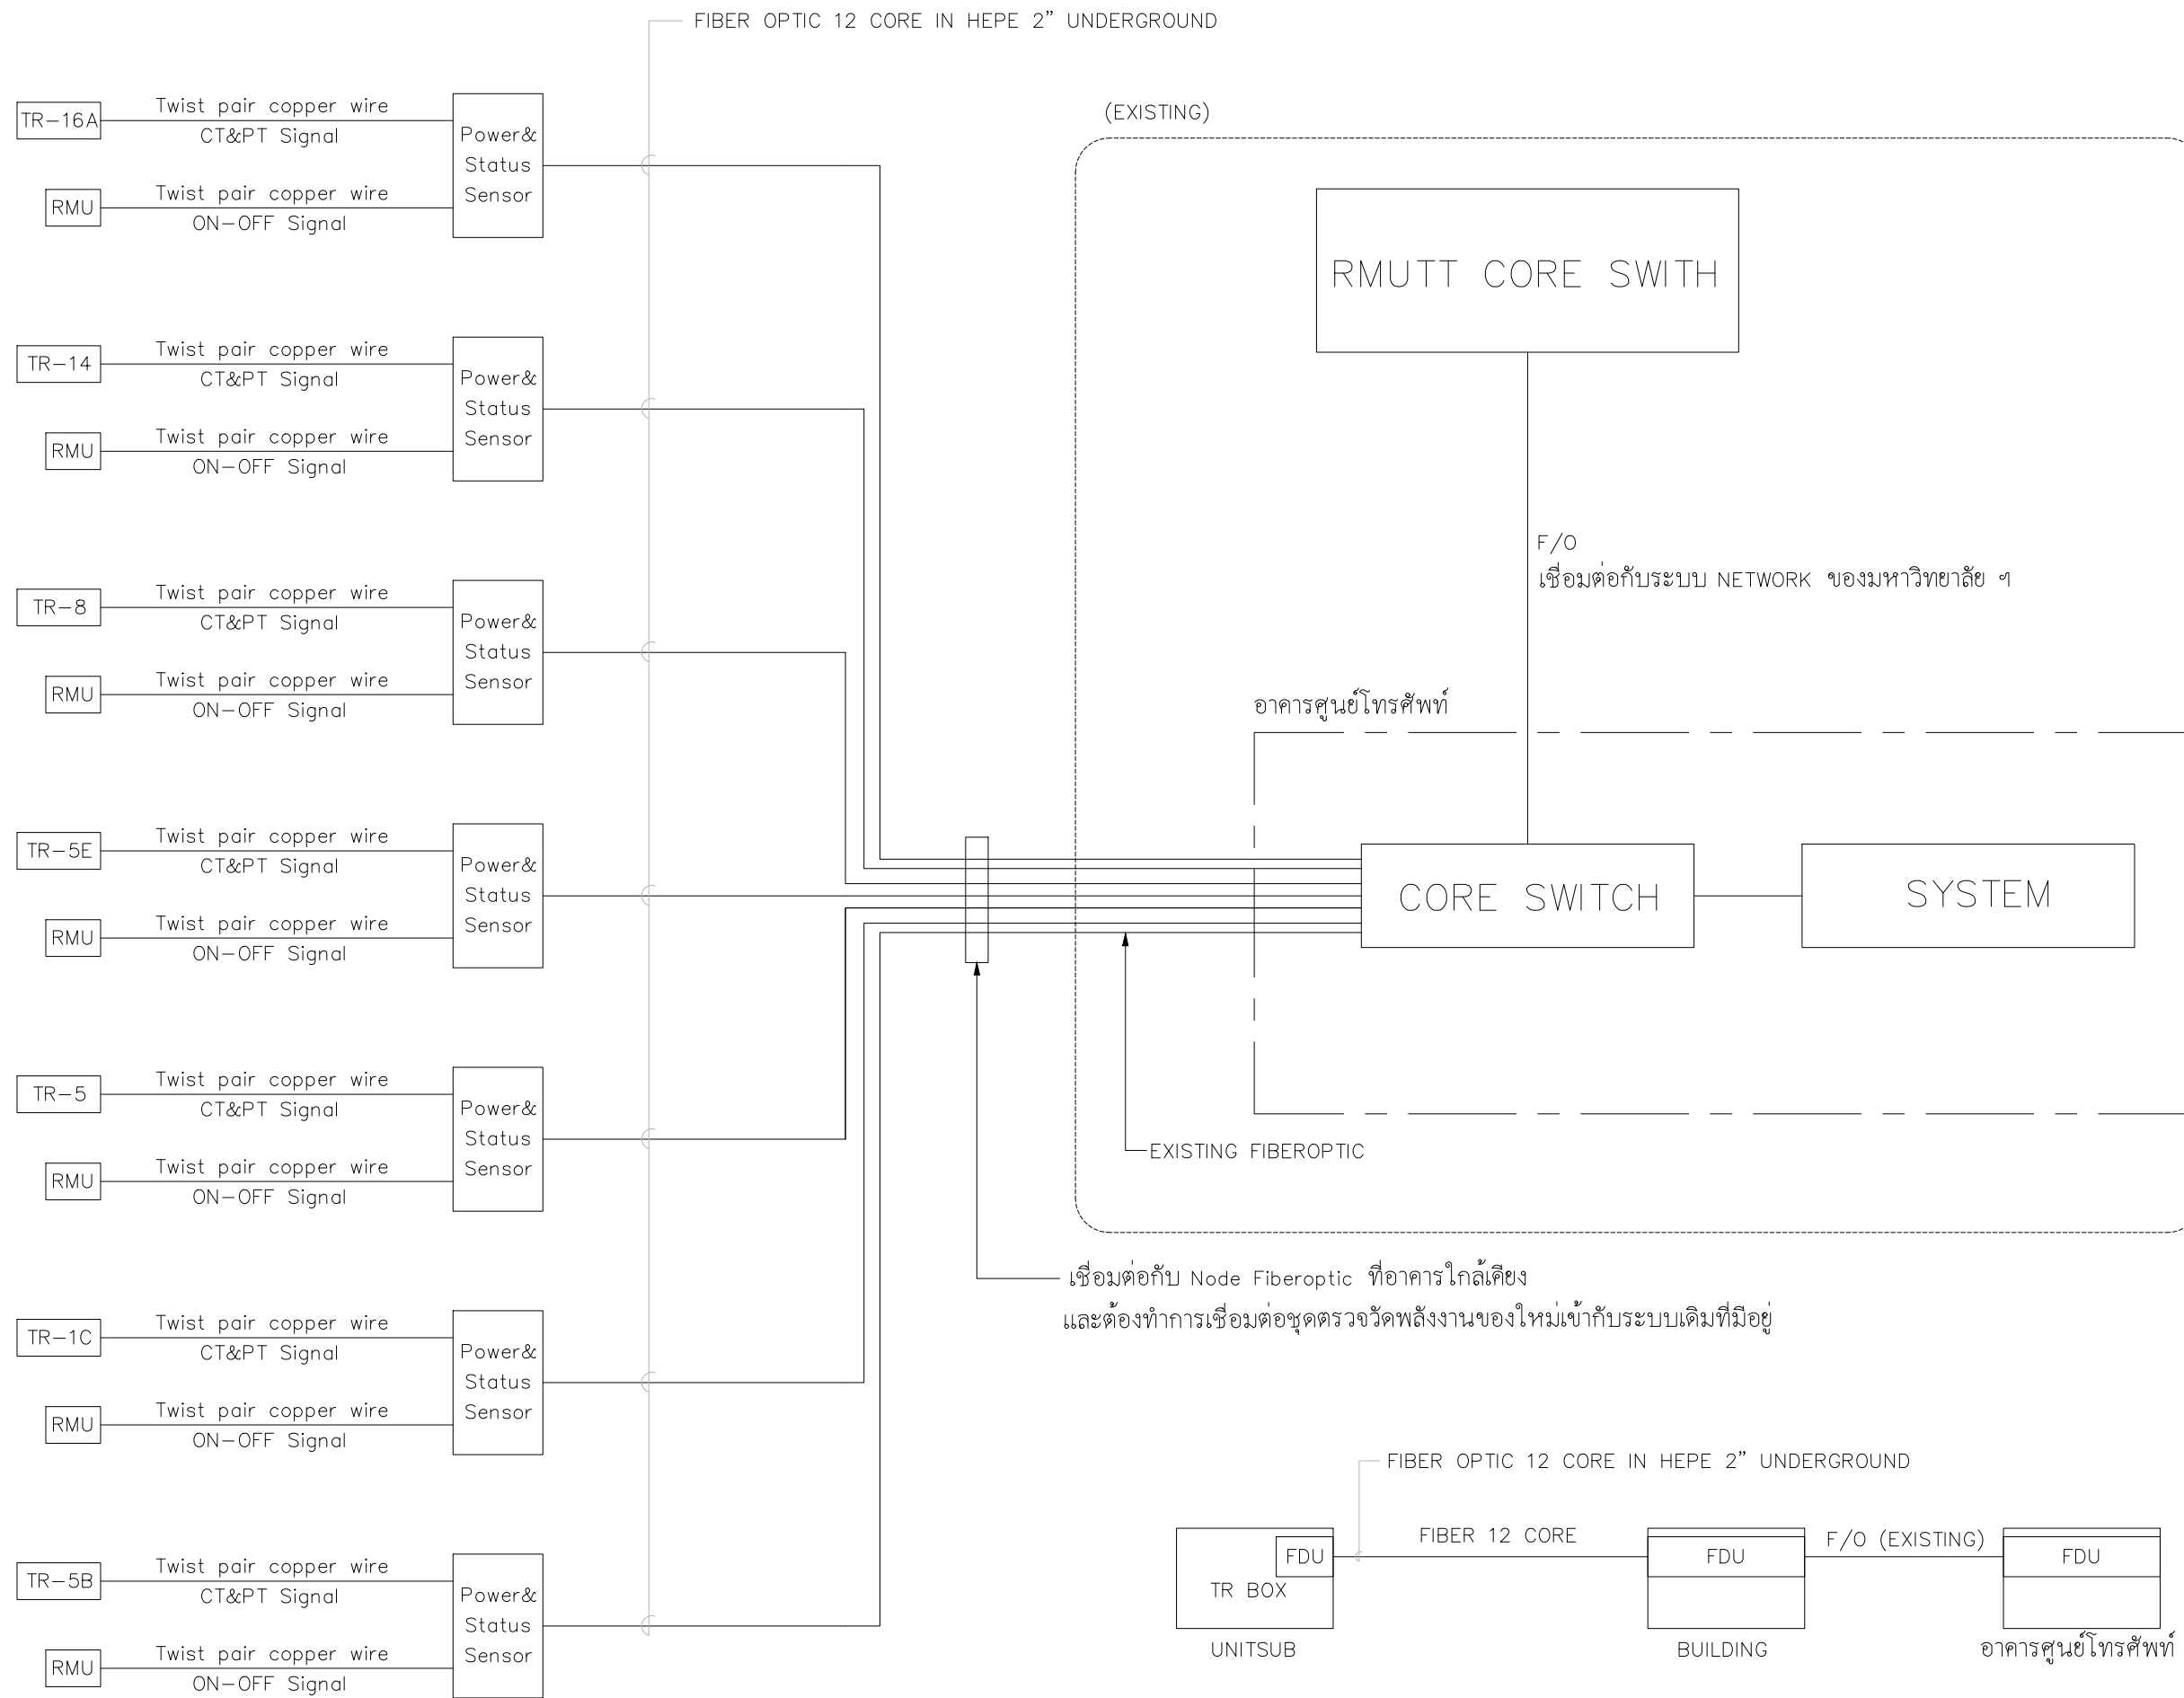 FIBER OPTIC 12 CORE IN HEPE 2” UNDERGROUND
TR-16A
Twist pair copper wire
CT&PT Signal
RMU
Twist pair copper wire
ON-OFF Signal
Power&
Status
Sensor
TR-14
Twist pair copper wire
CT&PT Signal
RMU
Twist pair copper wire
ON-OFF Signal
Power&
Status
Sensor
TR-8
Twist pair copper wire
CT&PT Signal
RMU
Twist pair copper wire
ON-OFF Signal
Power&
Status
Sensor
TR-5E
Twist pair copper wire
CT&PT Signal
RMU
Twist pair copper wire
ON-OFF Signal
Power&
Status
Sensor
TR-5
Twist pair copper wire
CT&PT Signal
RMU
Twist pair copper wire
ON-OFF Signal
Power&
Status
Sensor
TR-1C
Twist pair copper wire
CT&PT Signal
RMU
Twist pair copper wire
ON-OFF Signal
Power&
Status
Sensor
TR-5B
Twist pair copper wire
CT&PT Signal
RMU
Twist pair copper wire
ON-OFF Signal
Power&
Status
Sensor
(EXISTING)
RMUTT CORE SWITH
F/O
เชื่อมต่อกับระบบ NETWORK ของมหาวิทยาลัย ฯ
อาคารศูนย์โทรศัพท์
CORE SWITCH
SYSTEM
EXISTING FIBEROPTIC
เชื่อมต่อกับ Node Fiberoptic ที่อาคารใกล้เคียง
และต้องทำการเชื่อมต่อชุดตรวจวัดพลังงานของใหม่เข้ากับระบบเดิมที่มีอยู่
FIBER OPTIC 12 CORE IN HEPE 2” UNDERGROUND
FDU
TR BOX
UNITSUB
FIBER 12 CORE
FDU
BUILDING
F/O (EXISTING)
FDU
อาคารศูนย์โทรศัพท์